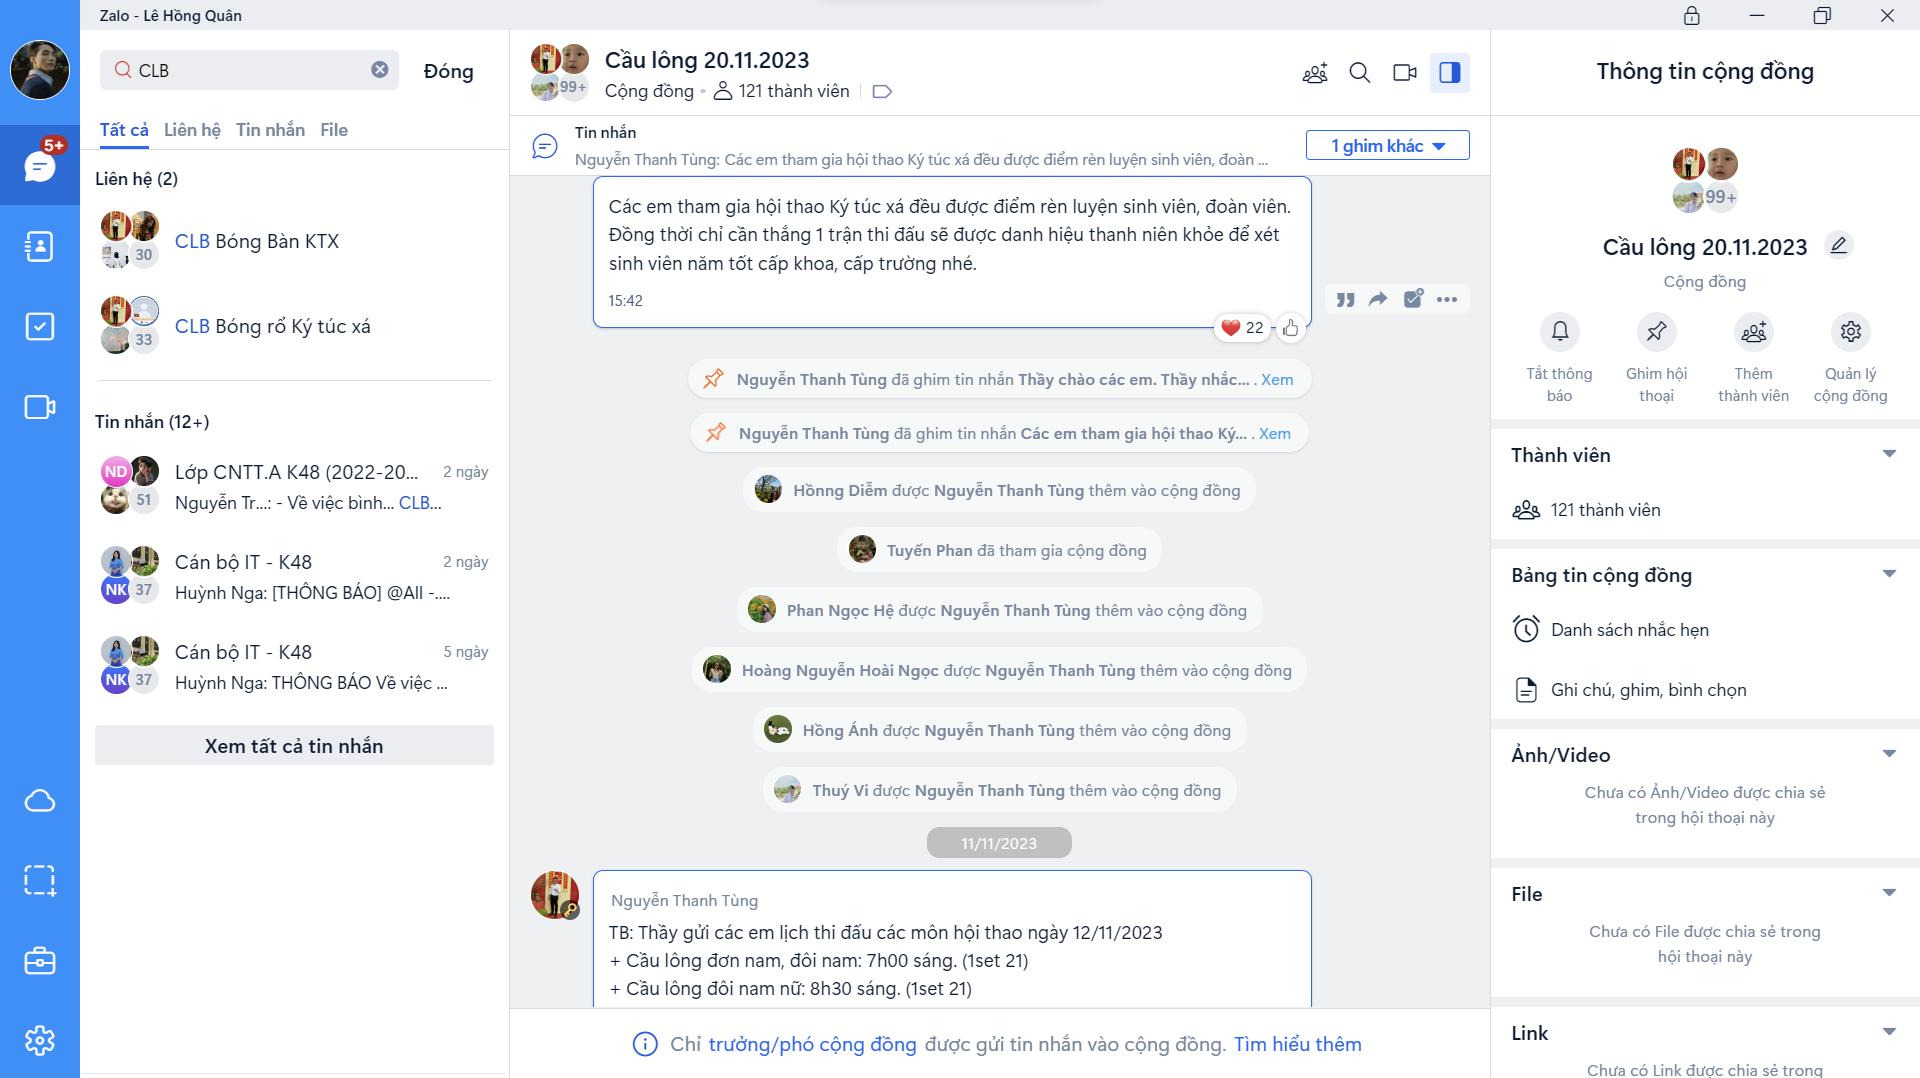 Zalo - Lê Hồng Quân
CLB
Đóng
Tất cả Liên hệ Tin nhắn File
5+
Liên hệ (2)
30
CLB Bóng Bàn KTX
33
CLB Bóng rổ Ký túc xá
Tin nhắn (12+)
ND
51
Lớp CNTT.A K48 (2022-20... 2 ngày
Nguyễn Tr...: - Về việc bình... CLB...
NK 37
Cán bộ IT - K48 2 ngày
Huỳnh Nga: [THÔNG BÁO] @All -....
NK 37
Cán bộ IT - K48 5 ngày
Huỳnh Nga: THÔNG BÁO Về việc ...
Xem tất cả tin nhắn
99+
Cầu lông 20.11.2023
Cộng đồng • 121 thành viên
Tin nhắn
Nguyễn Thanh Tùng: Các em tham gia hội thao Ký túc xá đều được điểm rèn luyện sinh viên, đoàn ...
1 ghim khác
Các em tham gia hội thao Ký túc xá đều được điểm rèn luyện sinh viên, đoàn viên.
Đồng thời chỉ cần thắng 1 trận thi đấu sẽ được danh hiệu thanh niên khỏe để xét
sinh viên năm tốt cấp khoa, cấp trường nhé.
15:42
22
Nguyễn Thanh Tùng đã ghim tin nhắn Thầy chào các em. Thầy nhắc... . Xem
Nguyễn Thanh Tùng đã ghim tin nhắn Các em tham gia hội thao Ký... . Xem
Hồnng Diễm được Nguyễn Thanh Tùng thêm vào cộng đồng
Tuyến Phan đã tham gia cộng đồng
Phan Ngọc Hệ được Nguyễn Thanh Tùng thêm vào cộng đồng
Hoàng Nguyễn Hoài Ngọc được Nguyễn Thanh Tùng thêm vào cộng đồng
Hồng Ánh được Nguyễn Thanh Tùng thêm vào cộng đồng
Thuý Vi được Nguyễn Thanh Tùng thêm vào cộng đồng
11/11/2023
Nguyễn Thanh Tùng
TB: Thầy gửi các em lịch thi đấu các môn hội thao ngày 12/11/2023
+ Cầu lông đơn nam, đôi nam: 7h00 sáng. (1set 21)
+ Cầu lông đôi nam nữ: 8h30 sáng. (1set 21)
Chỉ trưởng/phó cộng đồng được gửi tin nhắn vào cộng đồng. Tìm hiểu thêm
Thông tin cộng đồng
99+
Cầu lông 20.11.2023
Cộng đồng
Tắt thông báo
Ghim hội thoại
Thêm thành viên
Quản lý cộng đồng
Thành viên
121 thành viên
Bảng tin cộng đồng
Danh sách nhắc hẹn
Ghi chú, ghim, bình chọn
Ảnh/Video
Chưa có Ảnh/Video được chia sẻ
trong hội thoại này
File
Chưa có File được chia sẻ trong
hội thoại này
Link
Chưa có Link được chia sẻ trong